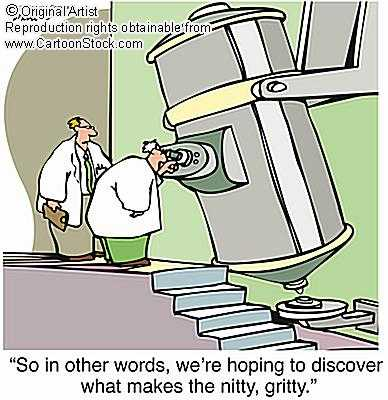 © Original Artist
Reproduction rights obtainable from
www.CartoonStock.com
“So in other words, we’re hoping to discover
what makes the nitty, gritty.”